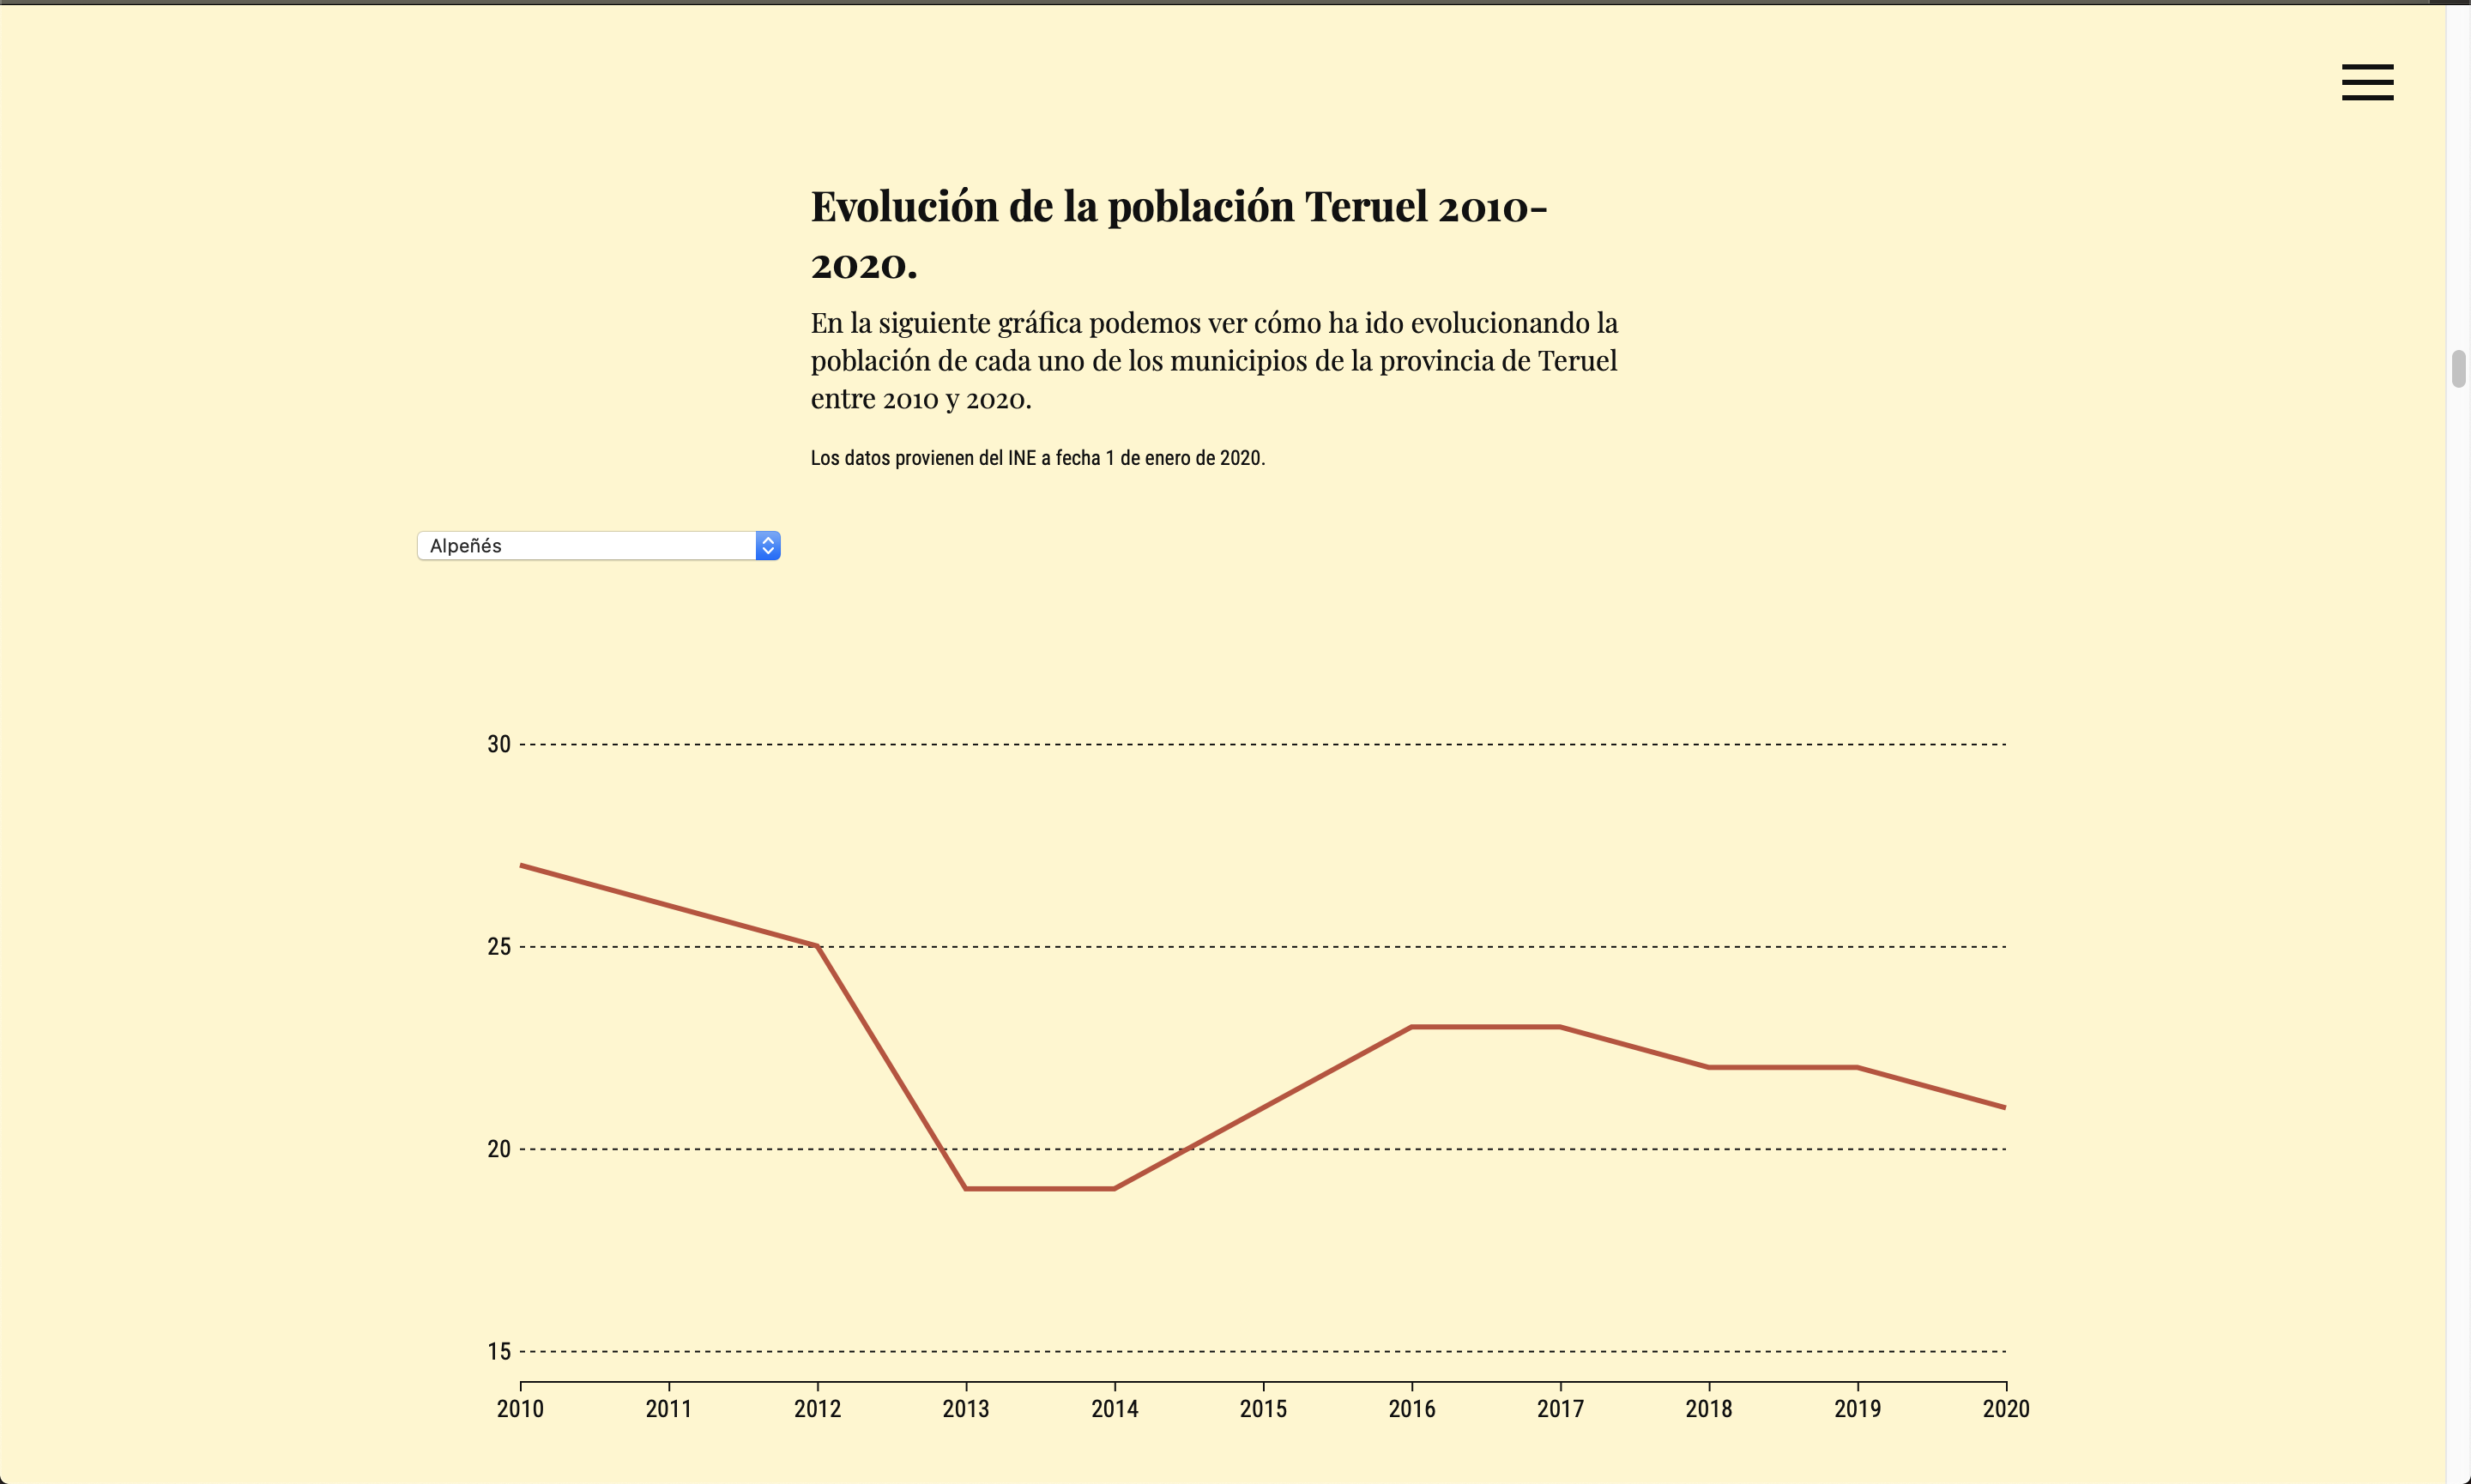 Evolución de la población Teruel 2010-
2020.
En la siguiente gráfica podemos ver cómo ha ido evolucionando la
población de cada uno de los municipios de la provincia de Teruel
entre 2010 y 2020.
Los datos provienen del INE a fecha 1 de enero de 2020.
Alpeñés
30
25
20
15
2010 2011 2012 2013 2014 2015 2016 2017 2018 2019 2020